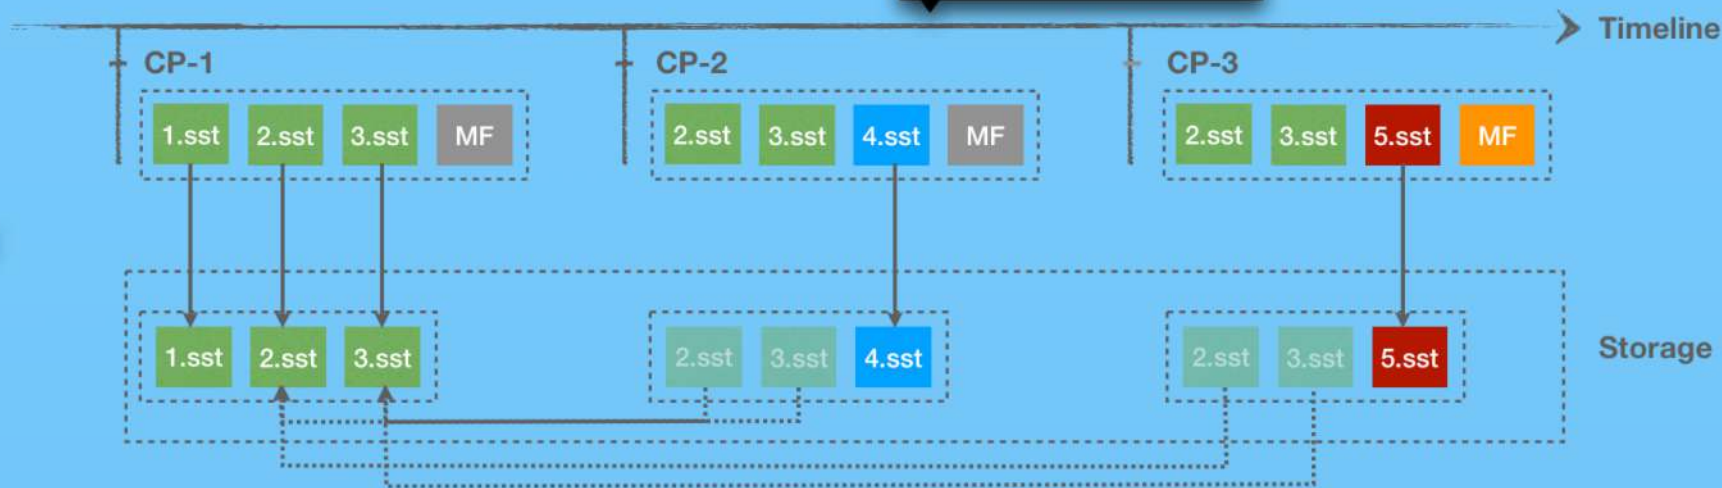 Timeline
CP-1 CP-2 CP-3
1.sst 2.sst 3.sst MF 2.sst 3.sst 4.sst MF 2.sst 3.sst 5.sst MF
1.sst 2.sst 3.sst 2.sst 3.sst 4.sst 2.sst 3.sst 5.sst
Storage